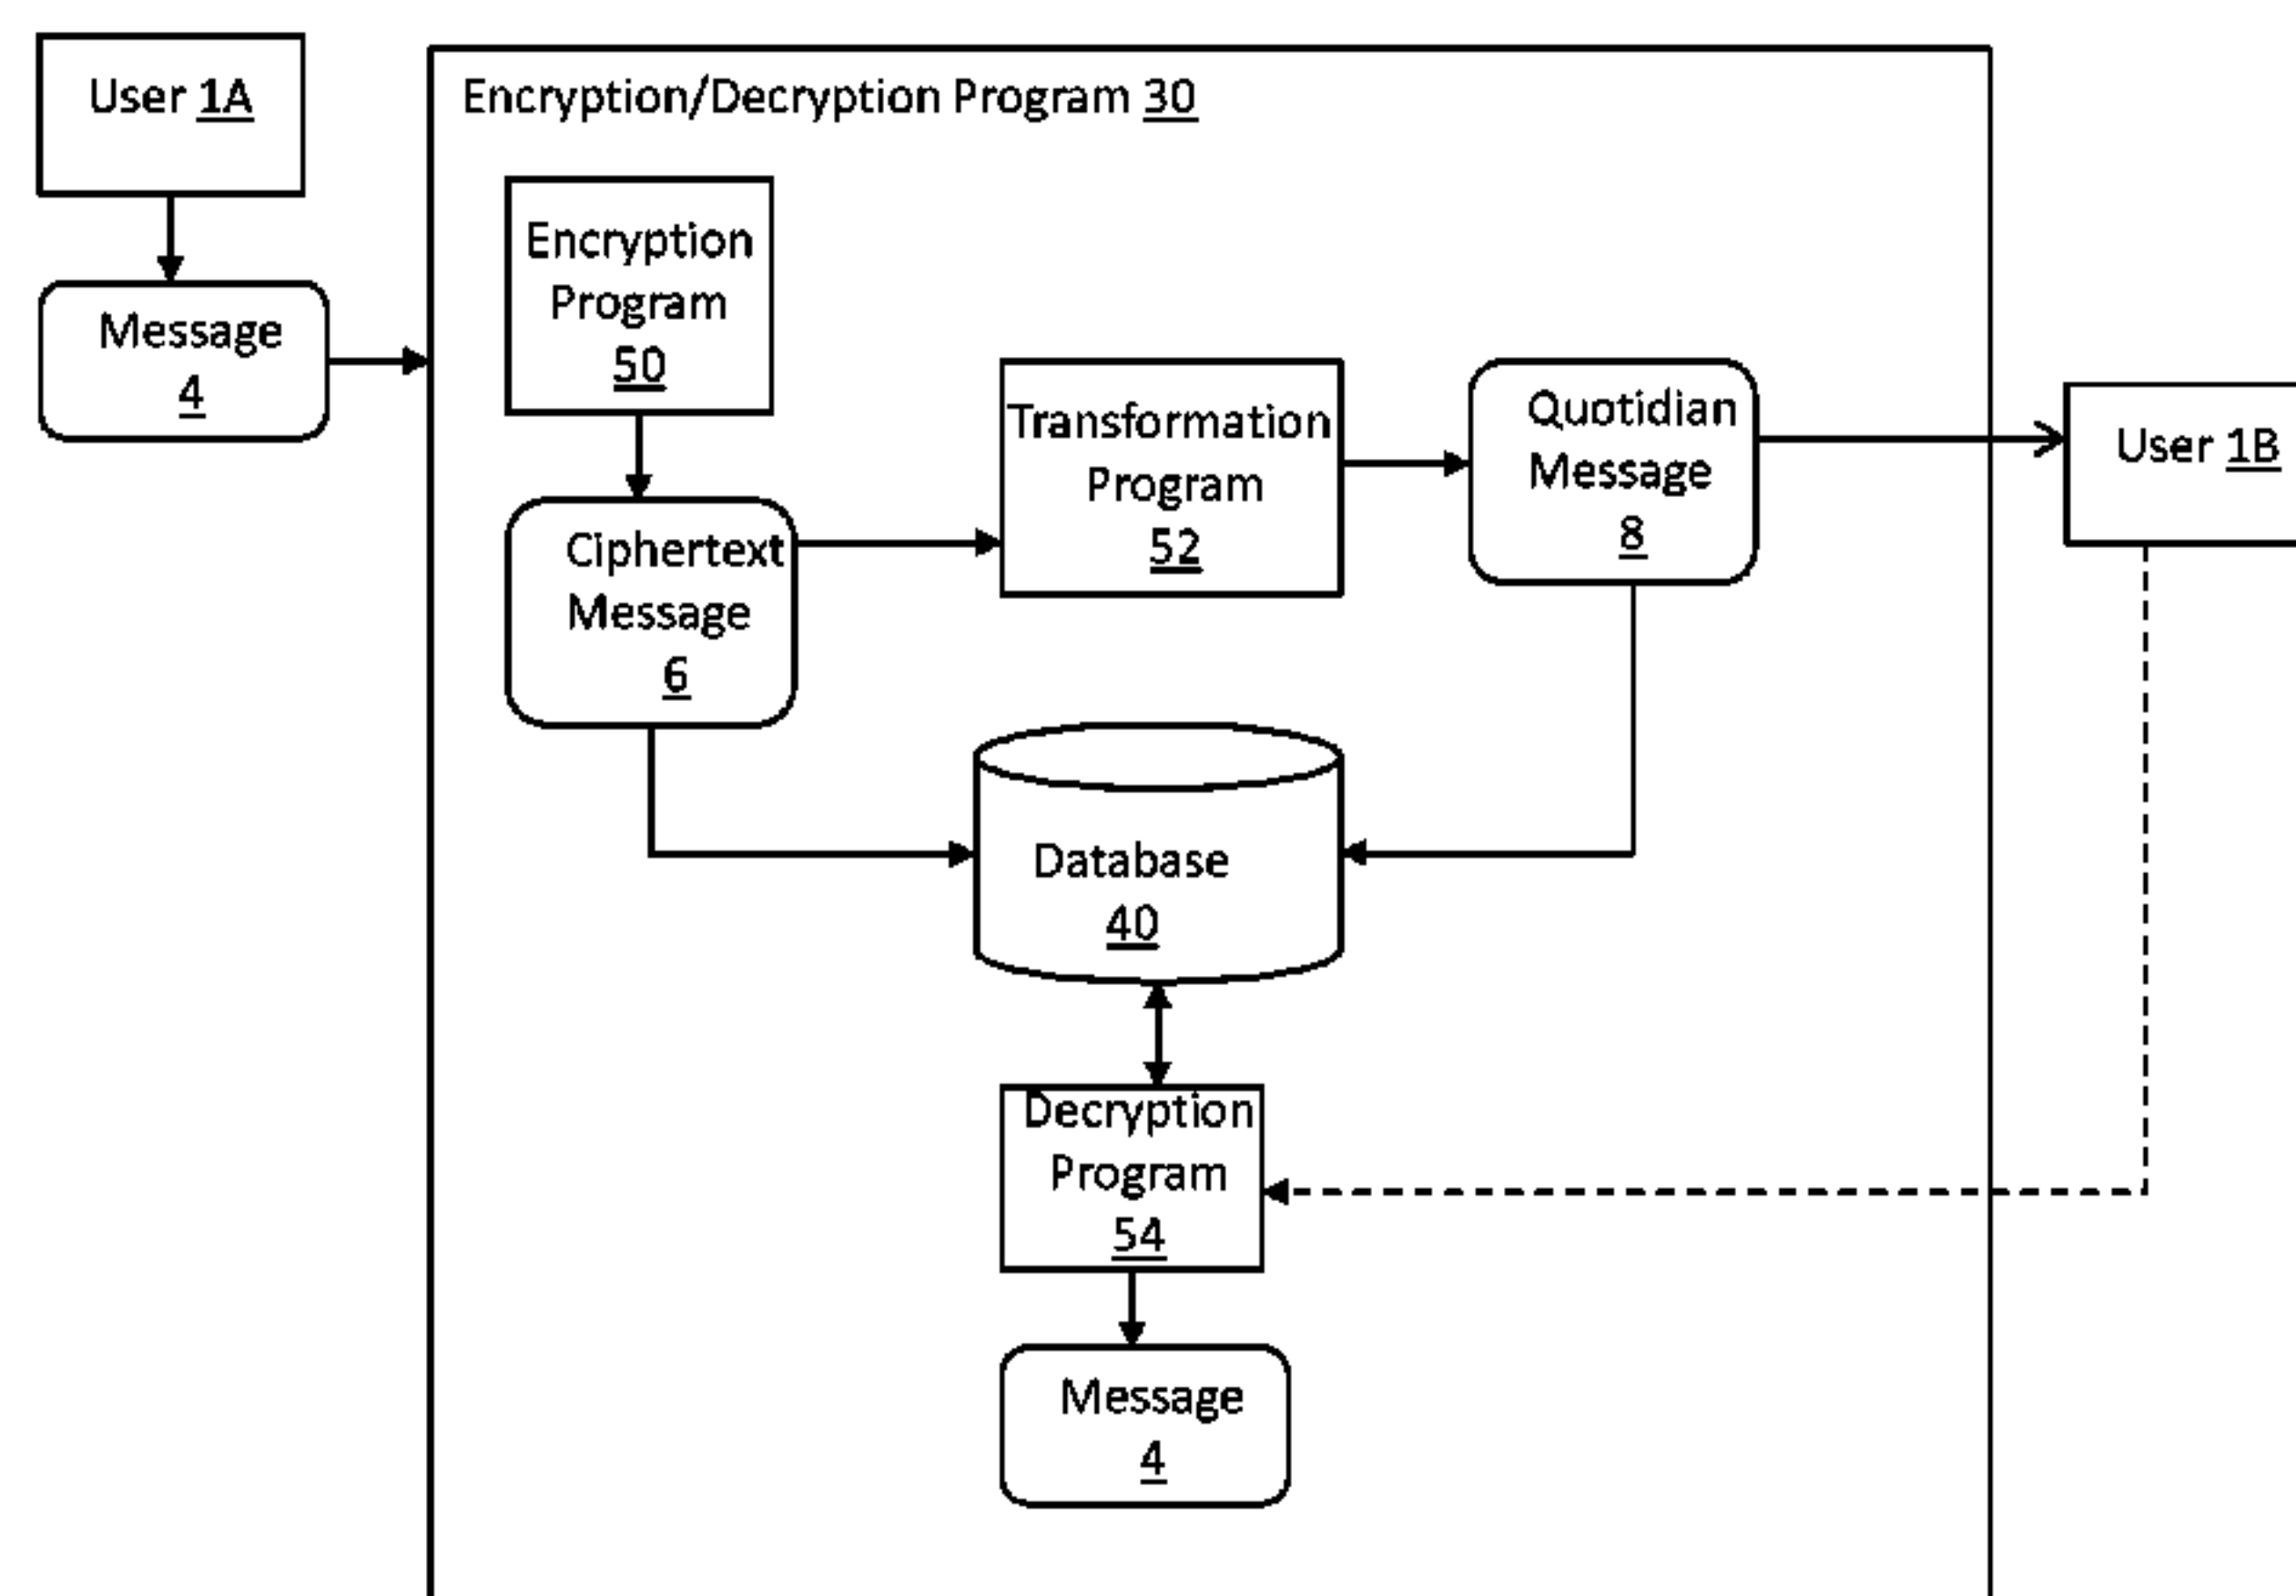 User 1A
Encryption/Decryption Program 30
Message
4
Encryption
Program
50
Ciphertext
Message
6
Transformation
Program
52
Quotidian
Message
8
User 1B
Database
40
Decryption
Program
54
Message
4